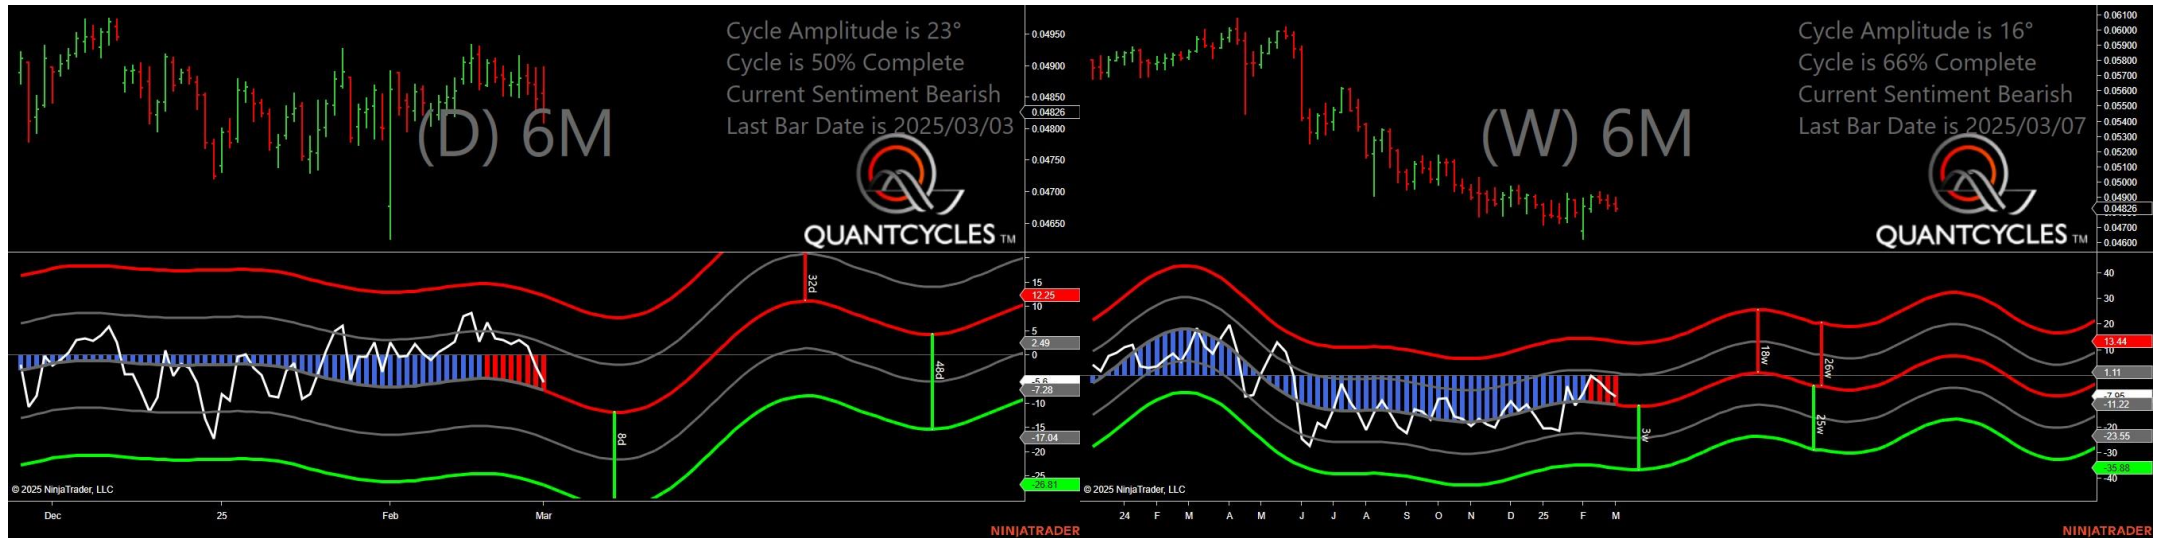 Cycle Amplitude is 23°
Cycle is 50% Complete
Current Sentiment Bearish
Last Bar Date is 2025/03/03
(D) 6M
QUANTCYCLES TM
0.04950
0.04900
0.04850
0.04826
0.04800
0.04750
0.04700
0.04650
32d
48d
8d
15
12.25
10
5
2.49
0
-5.6
-7.28
-10
-15
-17.04
-20
-25
-26.81
© 2025 NinjaTrader, LLC
Dec
25
Feb
Mar
NINJATRADER
Cycle Amplitude is 16°
Cycle is 66% Complete
Current Sentiment Bearish
Last Bar Date is 2025/03/07
(W) 6M
QUANTCYCLES TM
0.06100
0.06000
0.05900
0.05800
0.05700
0.05600
0.05500
0.05400
0.05300
0.05200
0.05100
0.05000
0.04900
0.04826
0.04700
0.04600
18w
26w
25w
3w
40
30
20
13.44
10
1.11
-7.95
-11.22
-20
-23.55
-30
-35.88
-40
© 2025 NinjaTrader, LLC
24
F
M
A
M
J
J
A
S
O
N
D
25
F
M
NINJATRADER